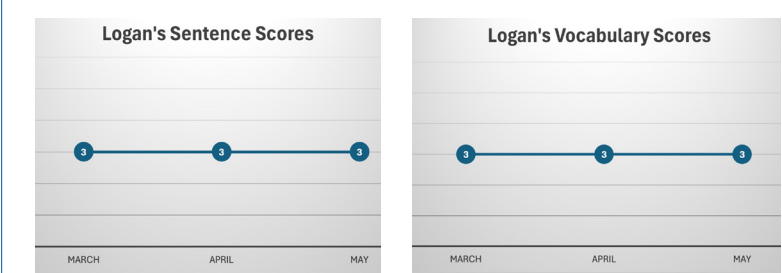 Logan's Sentence Scores
3 3 3
MARCH APRIL MAY
Logan's Vocabulary Scores
3 3 3
MARCH APRIL MAY